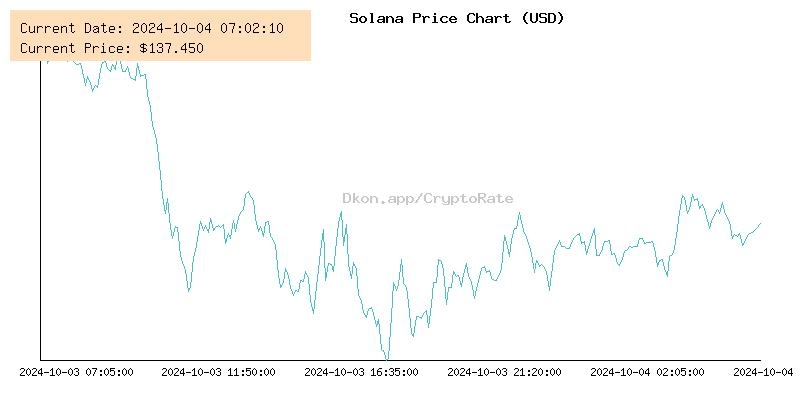 Solana Price Chart (USD)
Current Date: 2024-10-04 07:02:10
Current Price: $137.450
Dkon.app/CryptoRate
2024-10-03 07:05:00 2024-10-03 11:50:00 2024-10-03 16:35:00 2024-10-03 21:20:00 2024-10-04 02:05:00 2024-10-04